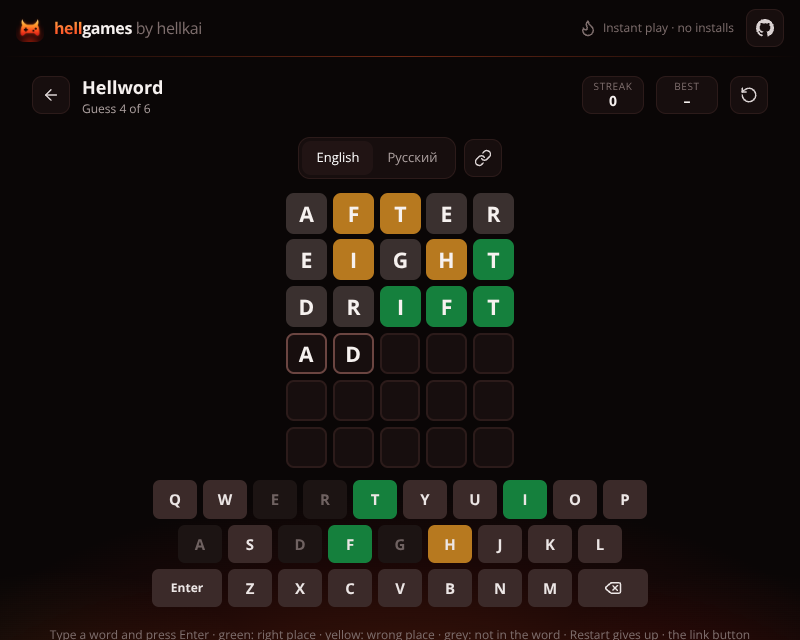 hellgames by hellkai
Instant play · no installs
Hellword
Guess 4 of 6
STREAK
0
BEST
–
English
Русский
A F T E R
E I G H T
D R I F T
A D
Q W E R T Y U I O P
A S D F G H J K L
Enter Z X C V B N M
Type a word and press Enter · green: right place · yellow: wrong place · grey: not in the word · Restart gives up · the link button